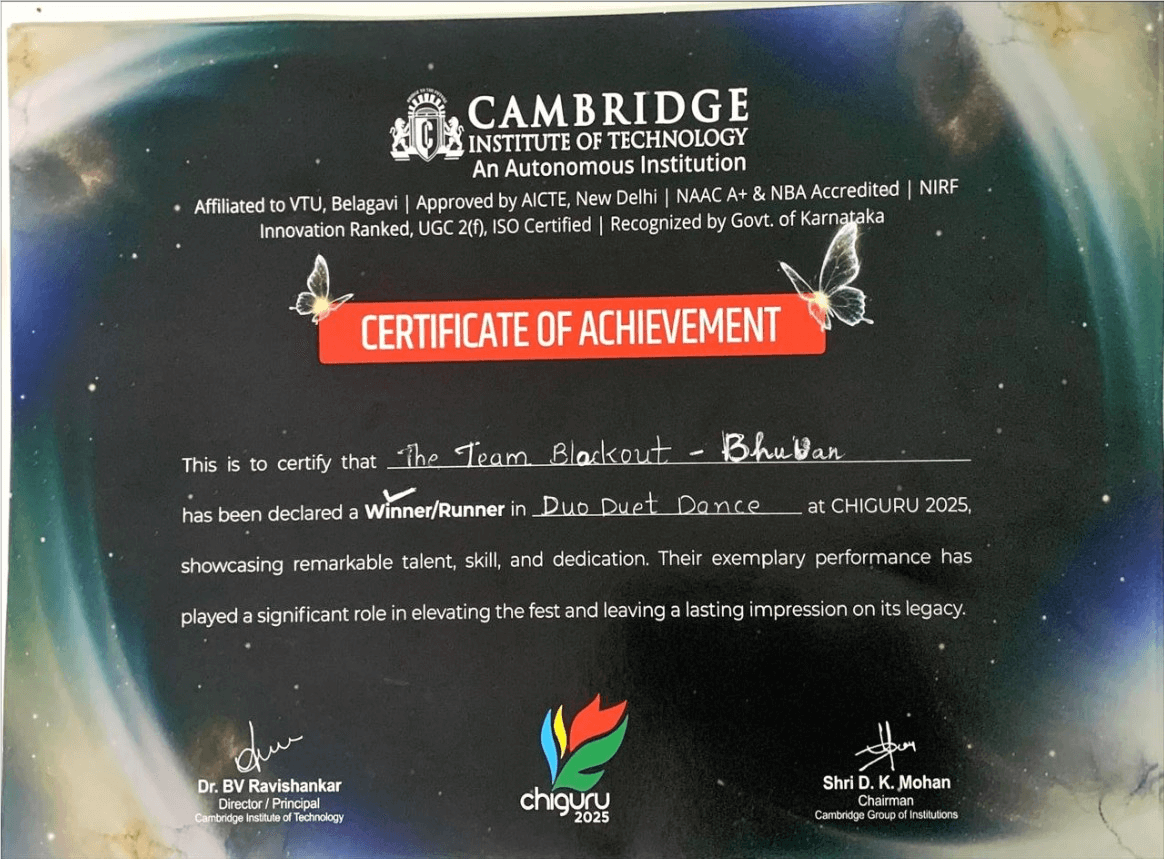 CAMBRIDGE
INSTITUTE OF TECHNOLOGY
An Autonomous Institution
Affiliated to VTU, Belagavi | Approved by AICTE, New Delhi | NAAC A+ & NBA Accredited | NIRF
Innovation Ranked, UGC 2(f), ISO Certified | Recognized by Govt. of Karnataka
CERTIFICATE OF ACHIEVEMENT
This is to certify that The Team Blackout - Bhuvan
has been declared a Winner/Runner in Duo Duet Dance at CHIGURU 2025,
showcasing remarkable talent, skill, and dedication. Their exemplary performance has
played a significant role in elevating the fest and leaving a lasting impression on its legacy.
Dr. BV Ravishankar
Director / Principal
Cambridge Institute of Technology
chiguru
2025
Shri D. K. Mohan
Chairman
Cambridge Group of Institutions